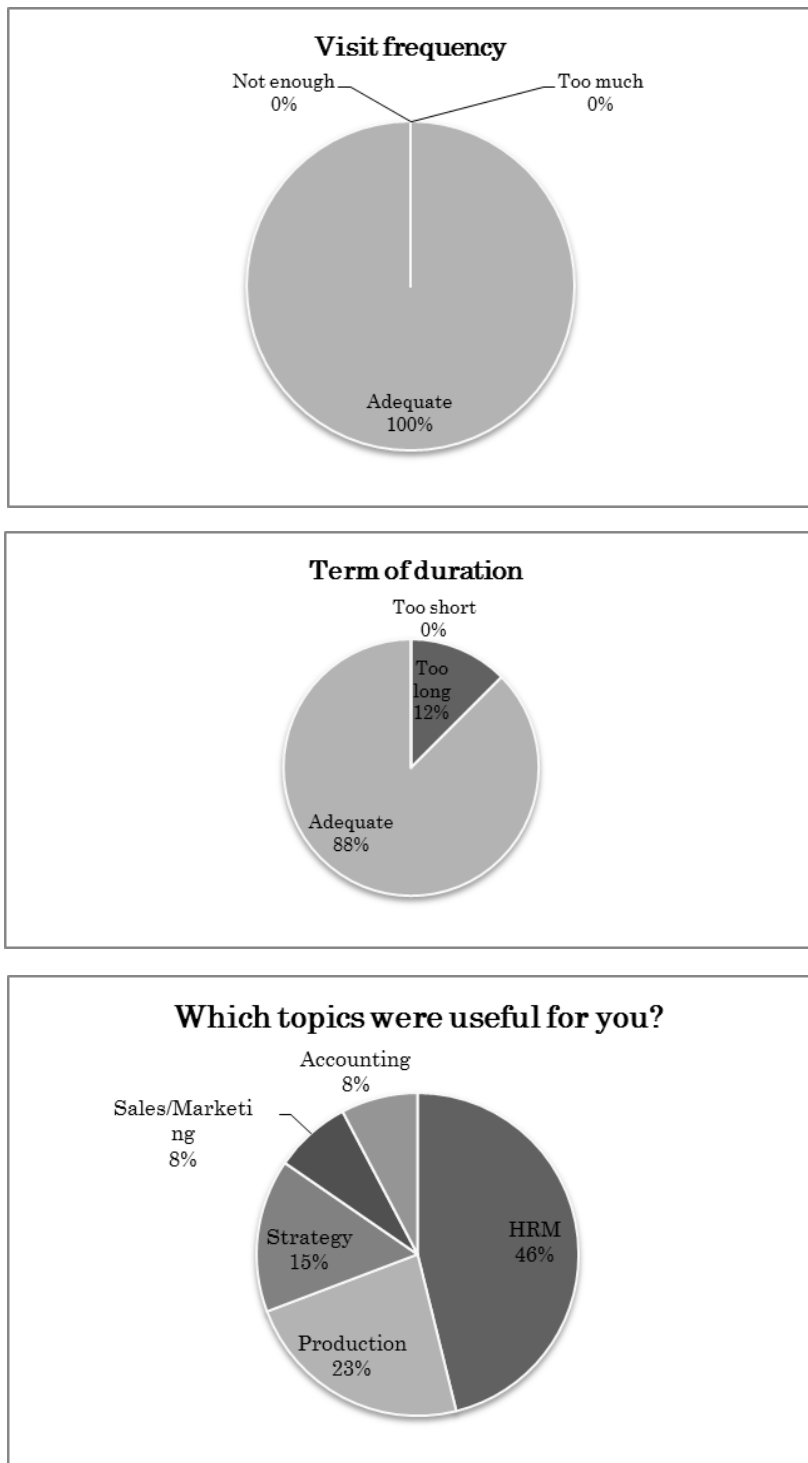 Visit frequency
Not enough
0%
Too much
0%
Adequate
100%
Term of duration
Too short
0%
Too
long
12%
Adequate
88%
Which topics were useful for you?
Accounting
8%
Sales/Marketi
ng
8%
HRM
46%
Strategy
15%
Production
23%